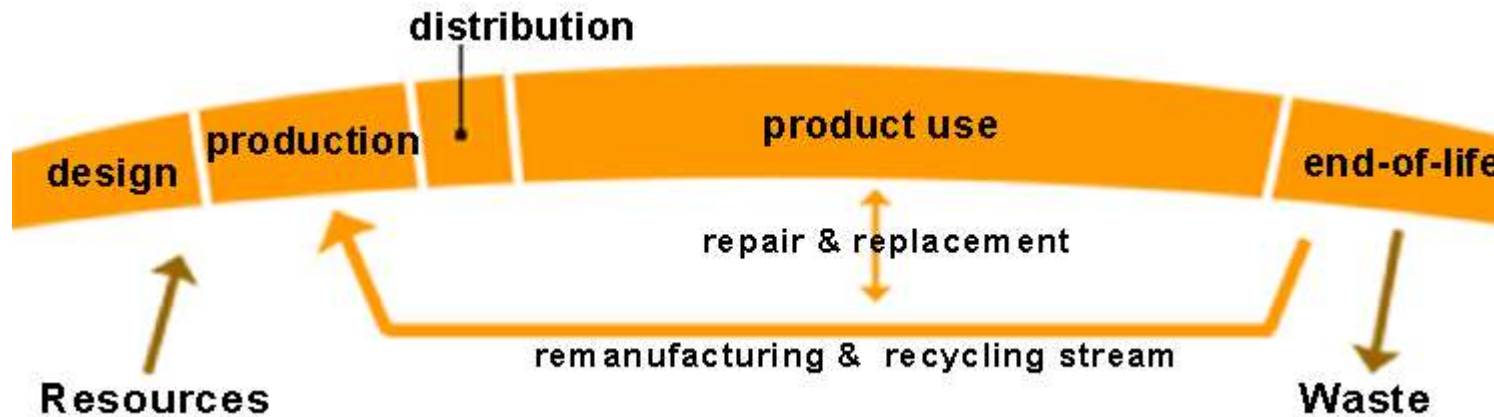 distribution
design
production
product use
end-of-life
repair & replacement
remanufacturing & recycling stream
Resources
Waste